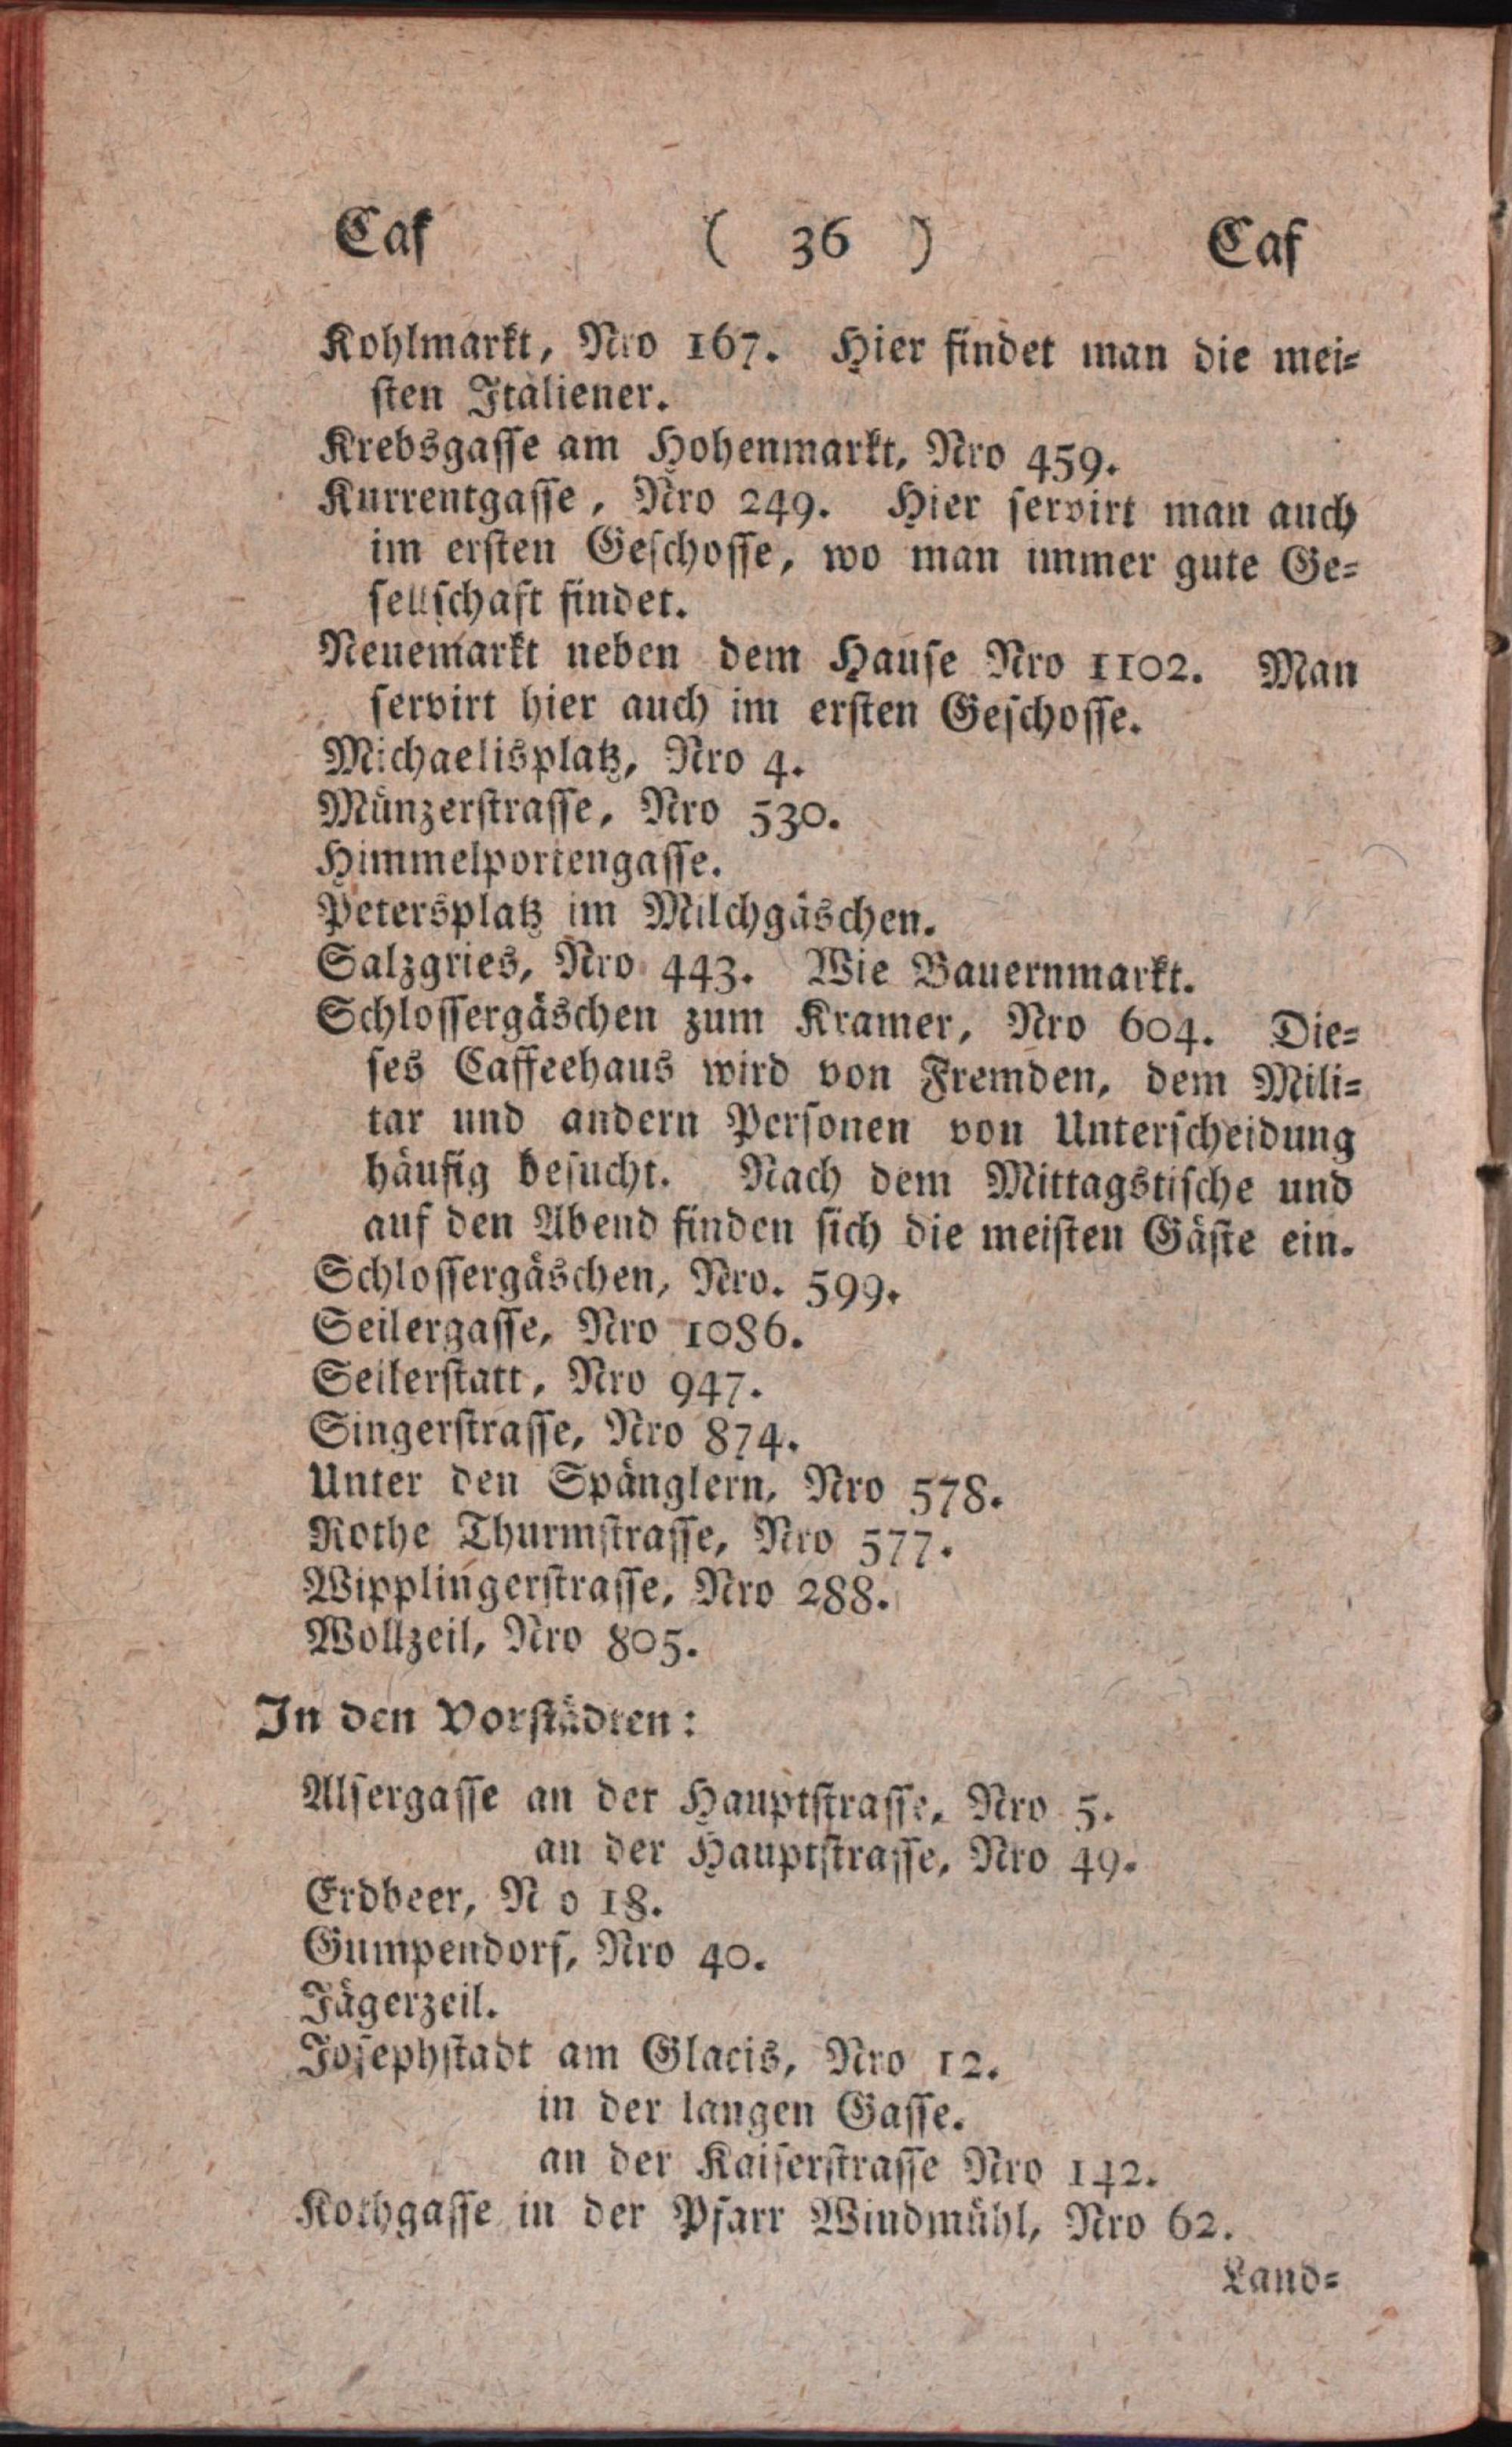 Caf ( 36 ) Caf
Kohlmarkt, Nro 167. Hier findet man die mei=
sten Italiener.
Krebsgasse am Hohenmarkt, Nro 459.
Kurrentgasse, Nro 249. Hier servirt man auch
im ersten Geschosse, wo man immer gute Ge=
sellschaft findet.
Neuemarkt neben dem Hause Nro 1102. Man
servirt hier auch im ersten Geschosse.
Michaelisplatz, Nro 4.
Münzerstrasse, Nro 530.
Himmelportengasse.
Petersplatz im Milchgäschen.
Salzgries, Nro 443. Wie Bauernmarkt.
Schlossergäschen zum Kramer, Nro 604. Die=
ses Caffeehaus wird von Fremden, dem Mili=
tar und andern Personen von Unterscheidung
häufig besucht. Nach dem Mittagstische und
auf den Abend finden sich die meisten Gäste ein.
Schlossergäschen, Nro. 599.
Seilergasse, Nro 1086.
Seilerstatt, Nro 947.
Singerstrasse, Nro 874.
Unter den Spänglern, Nro 578.
Rothe Thurmstrasse, Nro 577.
Wipplingerstrasse, Nro 288.
Wollzeil, Nro 805.
In den Vorstädten:
Alsergasse an der Hauptstrasse, Nro 5.
an der Hauptstrasse, Nro 49.
Erdbeer, N o 18.
Gumpendorf, Nro 40.
Jägerzeil.
Josephstadt am Glacis, Nro 12.
in der langen Gasse.
an der Kaiserstrasse Nro 142.
Kothgasse in der Pfarr Windmühl, Nro 62.
Land=